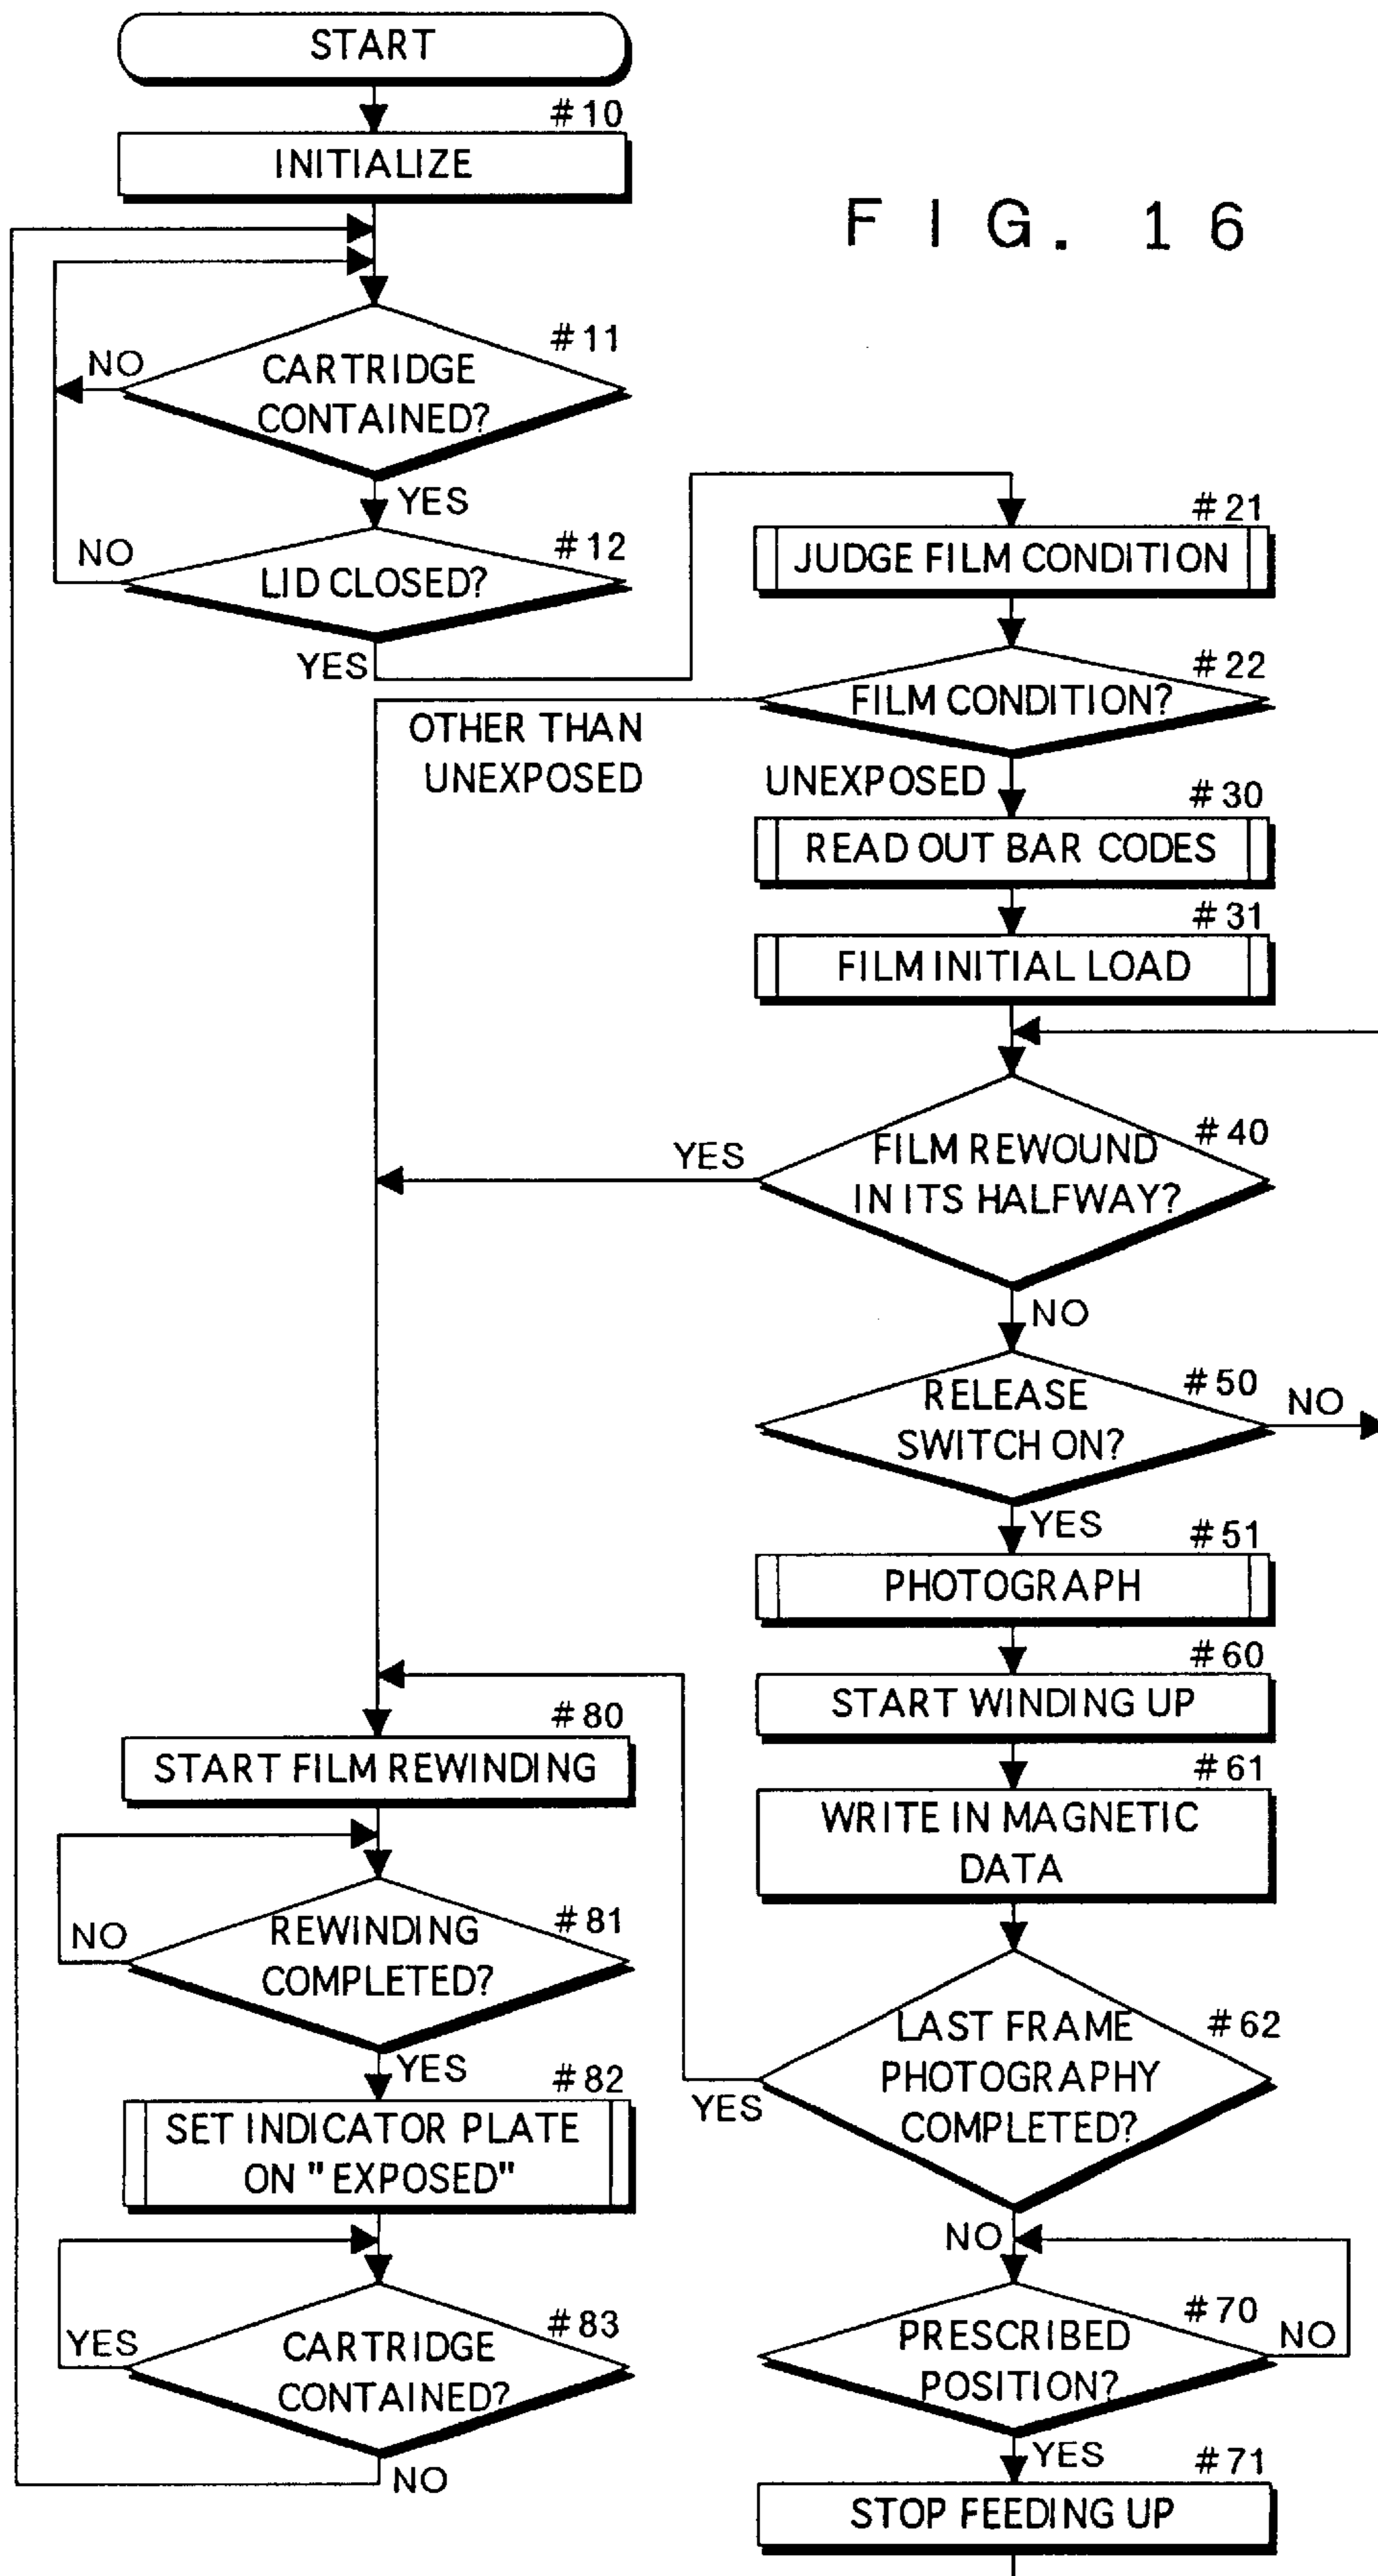 START
#10
INITIALIZE
FIG. 16
#11
CARTRIDGE
CONTAINED?
NO
YES
#12
LID CLOSED?
NO
YES
#21
JUDGE FILM CONDITION
#22
FILM CONDITION?
OTHER THAN
UNEXPOSED
UNEXPOSED
#30
READ OUT BAR CODES
#31
FILM INITIAL LOAD
#40
FILM REWOUND
IN ITS HALFWAY?
YES
NO
#50
RELEASE
SWITCH ON?
NO
YES
#51
PHOTOGRAPH
#60
START WINDING UP
#61
WRITE IN MAGNETIC
DATA
#62
LAST FRAME
PHOTOGRAPHY
COMPLETED?
YES
NO
#70
PRESCRIBED
POSITION?
NO
YES
#71
STOP FEEDING UP
#80
START FILM REWINDING
#81
REWINDING
COMPLETED?
NO
YES
#82
SET INDICATOR PLATE
ON "EXPOSED"
#83
CARTRIDGE
CONTAINED?
YES
NO